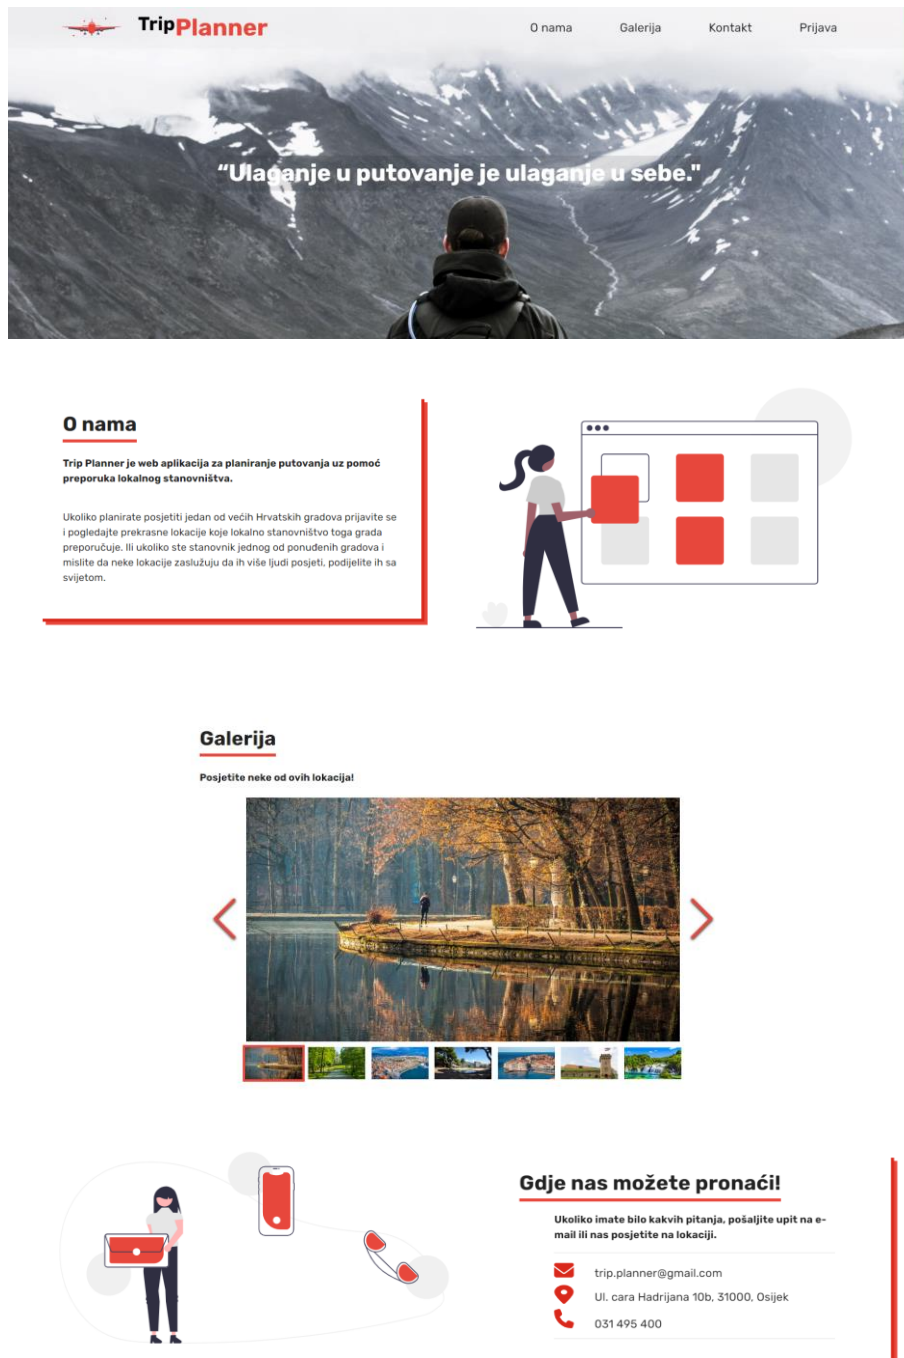 TripPlanner
O nama
Galerija
Kontakt
Prijava
“Ulaganje u putovanje je ulaganje u sebe."
O nama
Trip Planner je web aplikacija za planiranje putovanja uz pomoć
preporuka lokalnog stanovništva.
Ukoliko planirate posjetiti jedan od većih Hrvatskih gradova prijavite se
i pogledajte prekrasne lokacije koje lokalno stanovništvo toga grada
preporučuje. Ili ukoliko ste stanovnik jednog od ponuđenih gradova i
mislite da neke lokacije zaslužuju da ih više ljudi posjeti, podijelite ih sa
svijetom.
Galerija
Posjetite neke od ovih lokacija!
Gdje nas možete pronaći!
Ukoliko imate bilo kakvih pitanja, pošaljite upit na e-
mail ili nas posjetite na lokaciji.
trip.planner@gmail.com
Ul. cara Hadrijana 10b, 31000, Osijek
031 495 400